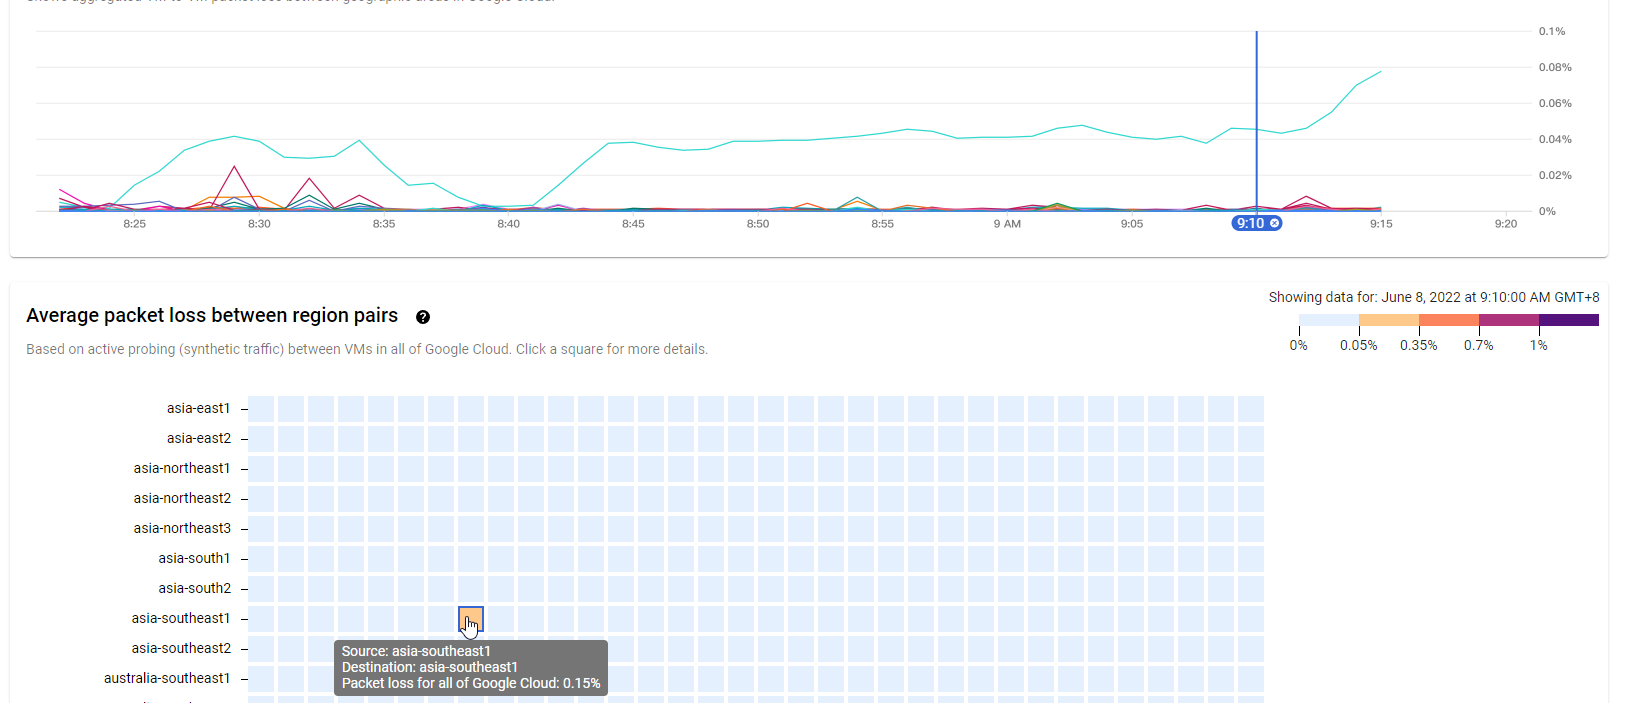 0.1%
0.08%
0.06%
0.04%
0.02%
0%
8:25 8:30 8:35 8:40 8:45 8:50 8:55 9 AM 9:05 9:10 9:15 9:20
Showing data for: June 8, 2022 at 9:10:00 AM GMT+8
Average packet loss between region pairs ?
0% 0.05% 0.35% 0.7% 1%
Based on active probing (synthetic traffic) between VMs in all of Google Cloud. Click a square for more details.
asia-east1
asia-east2
asia-northeast1
asia-northeast2
asia-northeast3
asia-south1
asia-south2
asia-southeast1
asia-southeast2
Source: asia-southeast1
Destination: asia-southeast1
Packet loss for all of Google Cloud: 0.15%
australia-southeast1